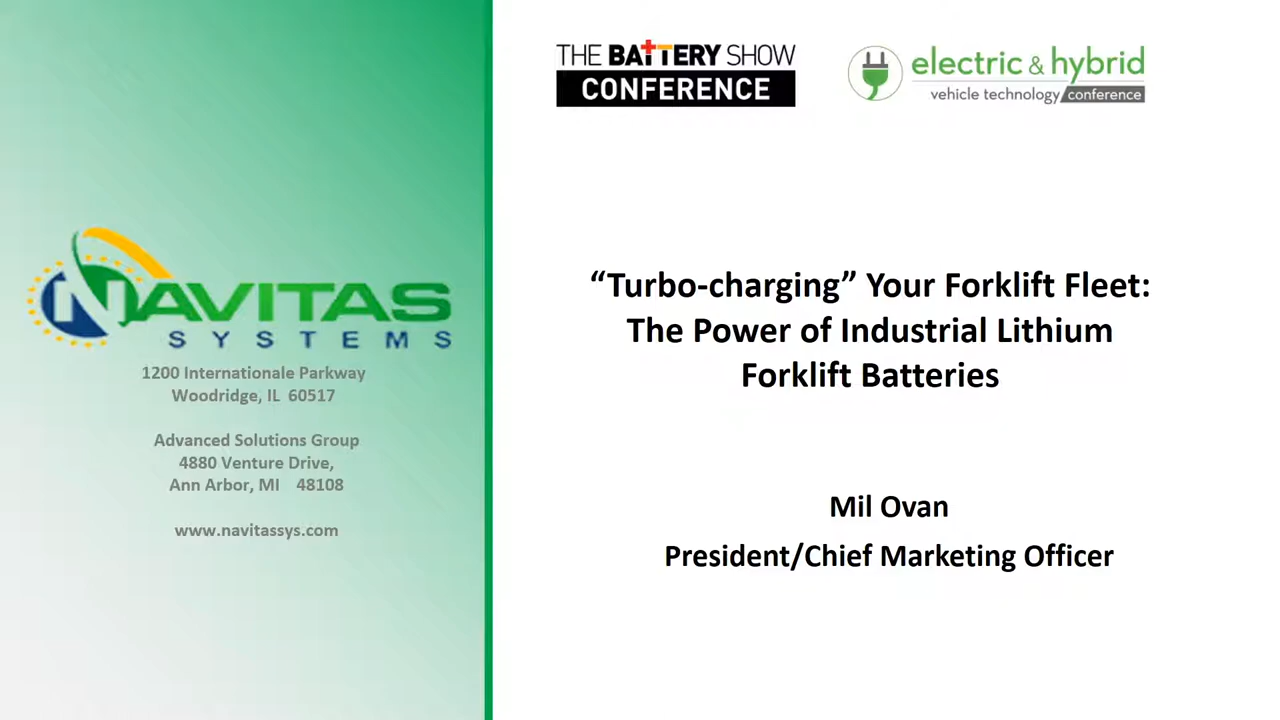 NAVITAS
SYSTEMS
1200 Internationale Parkway
Woodridge, IL 60517
Advanced Solutions Group
4880 Venture Drive,
Ann Arbor, MI 48108
www.navitassys.com
THE BATTERY SHOW
CONFERENCE
electric & hybrid
vehicle technology conference
“Turbo-charging” Your Forklift Fleet:
The Power of Industrial Lithium
Forklift Batteries
Mil Ovan
President/Chief Marketing Officer